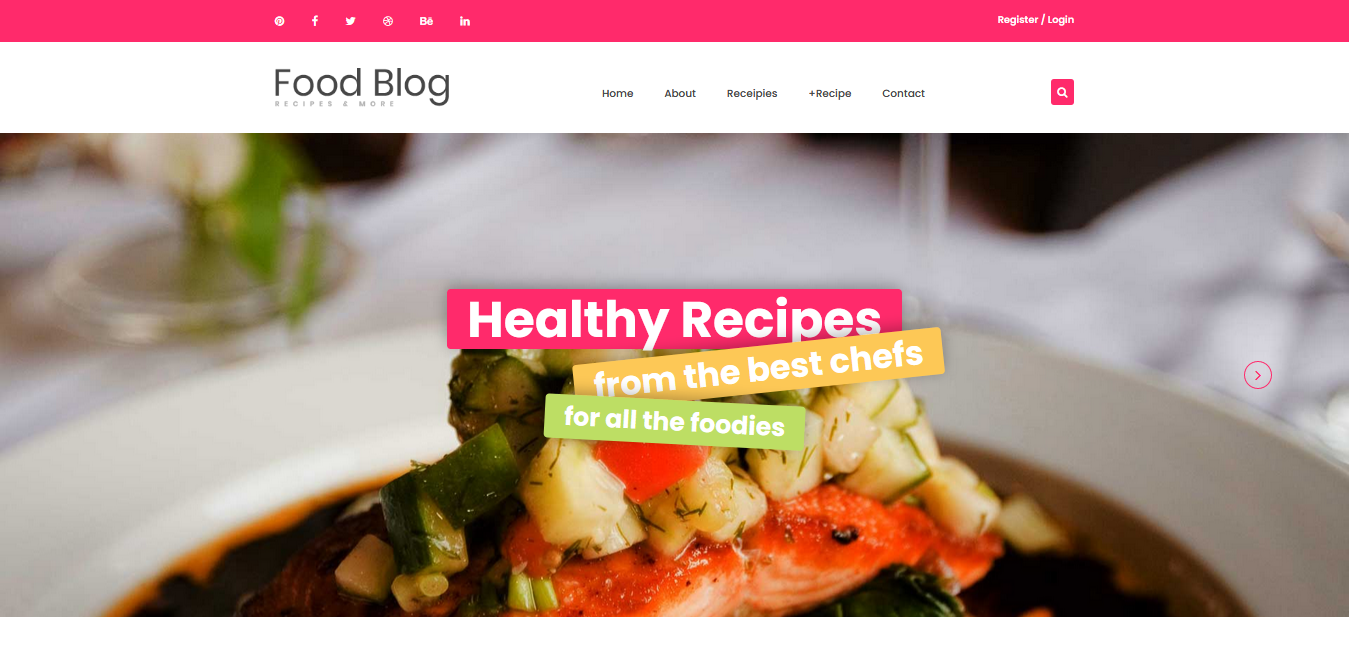 Bē
Register / Login
Food Blog
RECIPES & MORE
Home About Receipies +Recipe Contact
Healthy Recipes
from the best chefs
for all the foodies